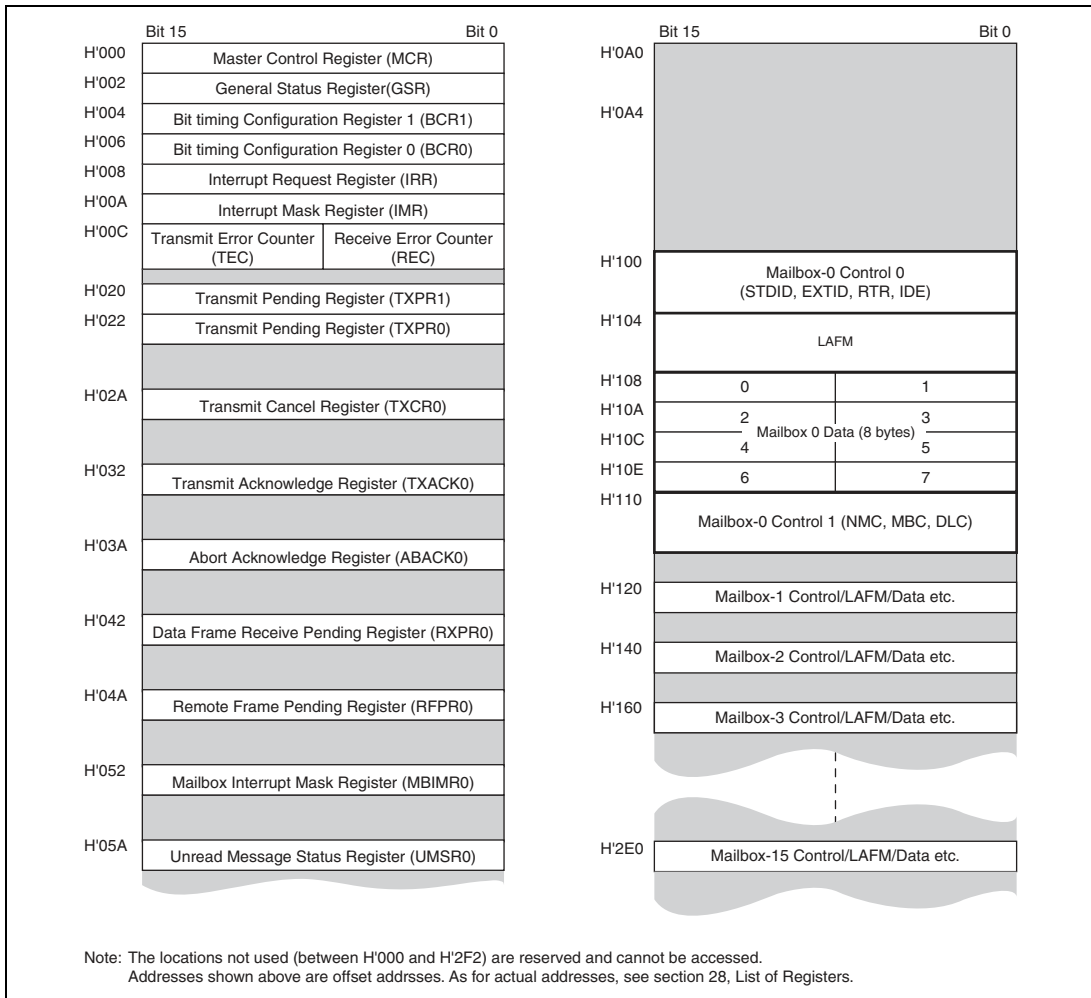 Bit 15 Bit 0
H'000 Master Control Register (MCR)
H'002 General Status Register(GSR)
H'004 Bit timing Configuration Register 1 (BCR1)
H'006 Bit timing Configuration Register 0 (BCR0)
H'008 Interrupt Request Register (IRR)
H'00A Interrupt Mask Register (IMR)
H'00C Transmit Error Counter Receive Error Counter
(TEC) (REC)
H'020 Transmit Pending Register (TXPR1)
H'022 Transmit Pending Register (TXPR0)
H'02A Transmit Cancel Register (TXCR0)
H'032 Transmit Acknowledge Register (TXACK0)
H'03A Abort Acknowledge Register (ABACK0)
H'042 Data Frame Receive Pending Register (RXPR0)
H'04A Remote Frame Pending Register (RFPR0)
H'052 Mailbox Interrupt Mask Register (MBIMR0)
H'05A Unread Message Status Register (UMSR0)
Bit 15 Bit 0
H'0A0
H'0A4
H'100 Mailbox-0 Control 0
(STDID, EXTID, RTR, IDE)
H'104 LAFM
H'108 0 1
H'10A 2 3
Mailbox 0 Data (8 bytes)
H'10C 4 5
H'10E 6 7
H'110 Mailbox-0 Control 1 (NMC, MBC, DLC)
H'120 Mailbox-1 Control/LAFM/Data etc.
H'140 Mailbox-2 Control/LAFM/Data etc.
H'160 Mailbox-3 Control/LAFM/Data etc.
H'2E0 Mailbox-15 Control/LAFM/Data etc.
Note: The locations not used (between H'000 and H'2F2) are reserved and cannot be accessed.
Addresses shown above are offset addrsses. As for actual addresses, see section 28, List of Registers.